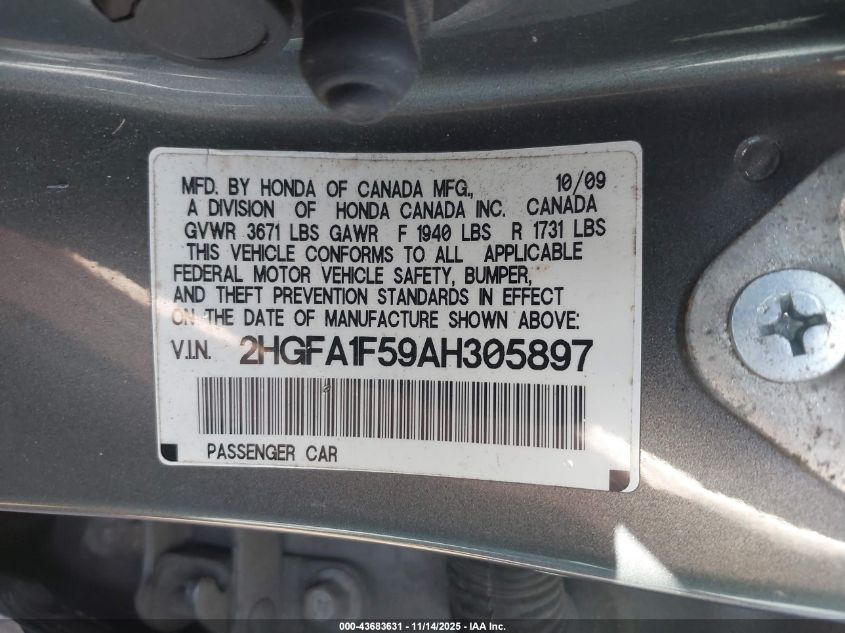 MFD. BY HONDA OF CANADA MFG., 10/09
A DIVISION OF HONDA CANADA INC. CANADA
GVWR 3671 LBS GAWR F 1940 LBS R 1731 LBS
THIS VEHICLE CONFORMS TO ALL APPLICABLE
FEDERAL MOTOR VEHICLE SAFETY, BUMPER,
AND THEFT PREVENTION STANDARDS IN EFFECT
ON THE DATE OF MANUFACTURE SHOWN ABOVE:
V.I.N. 2HGFA1F59AH305897
PASSENGER CAR
000-43683631 - 11/14/2025 - IAA Inc.